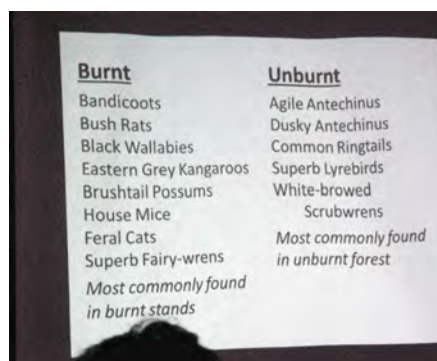 Burnt
Bandicoots
Bush Rats
Black Wallabies
Eastern Grey Kangaroos
Brushtail Possums
House Mice
Feral Cats
Superb Fairy-wrens
Most commonly found
in burnt stands
Unburnt
Agile Antechinus
Dusky Antechinus
Common Ringtails
Superb Lyrebirds
White-browed
Scrubwrens
Most commonly found
in unburnt forest